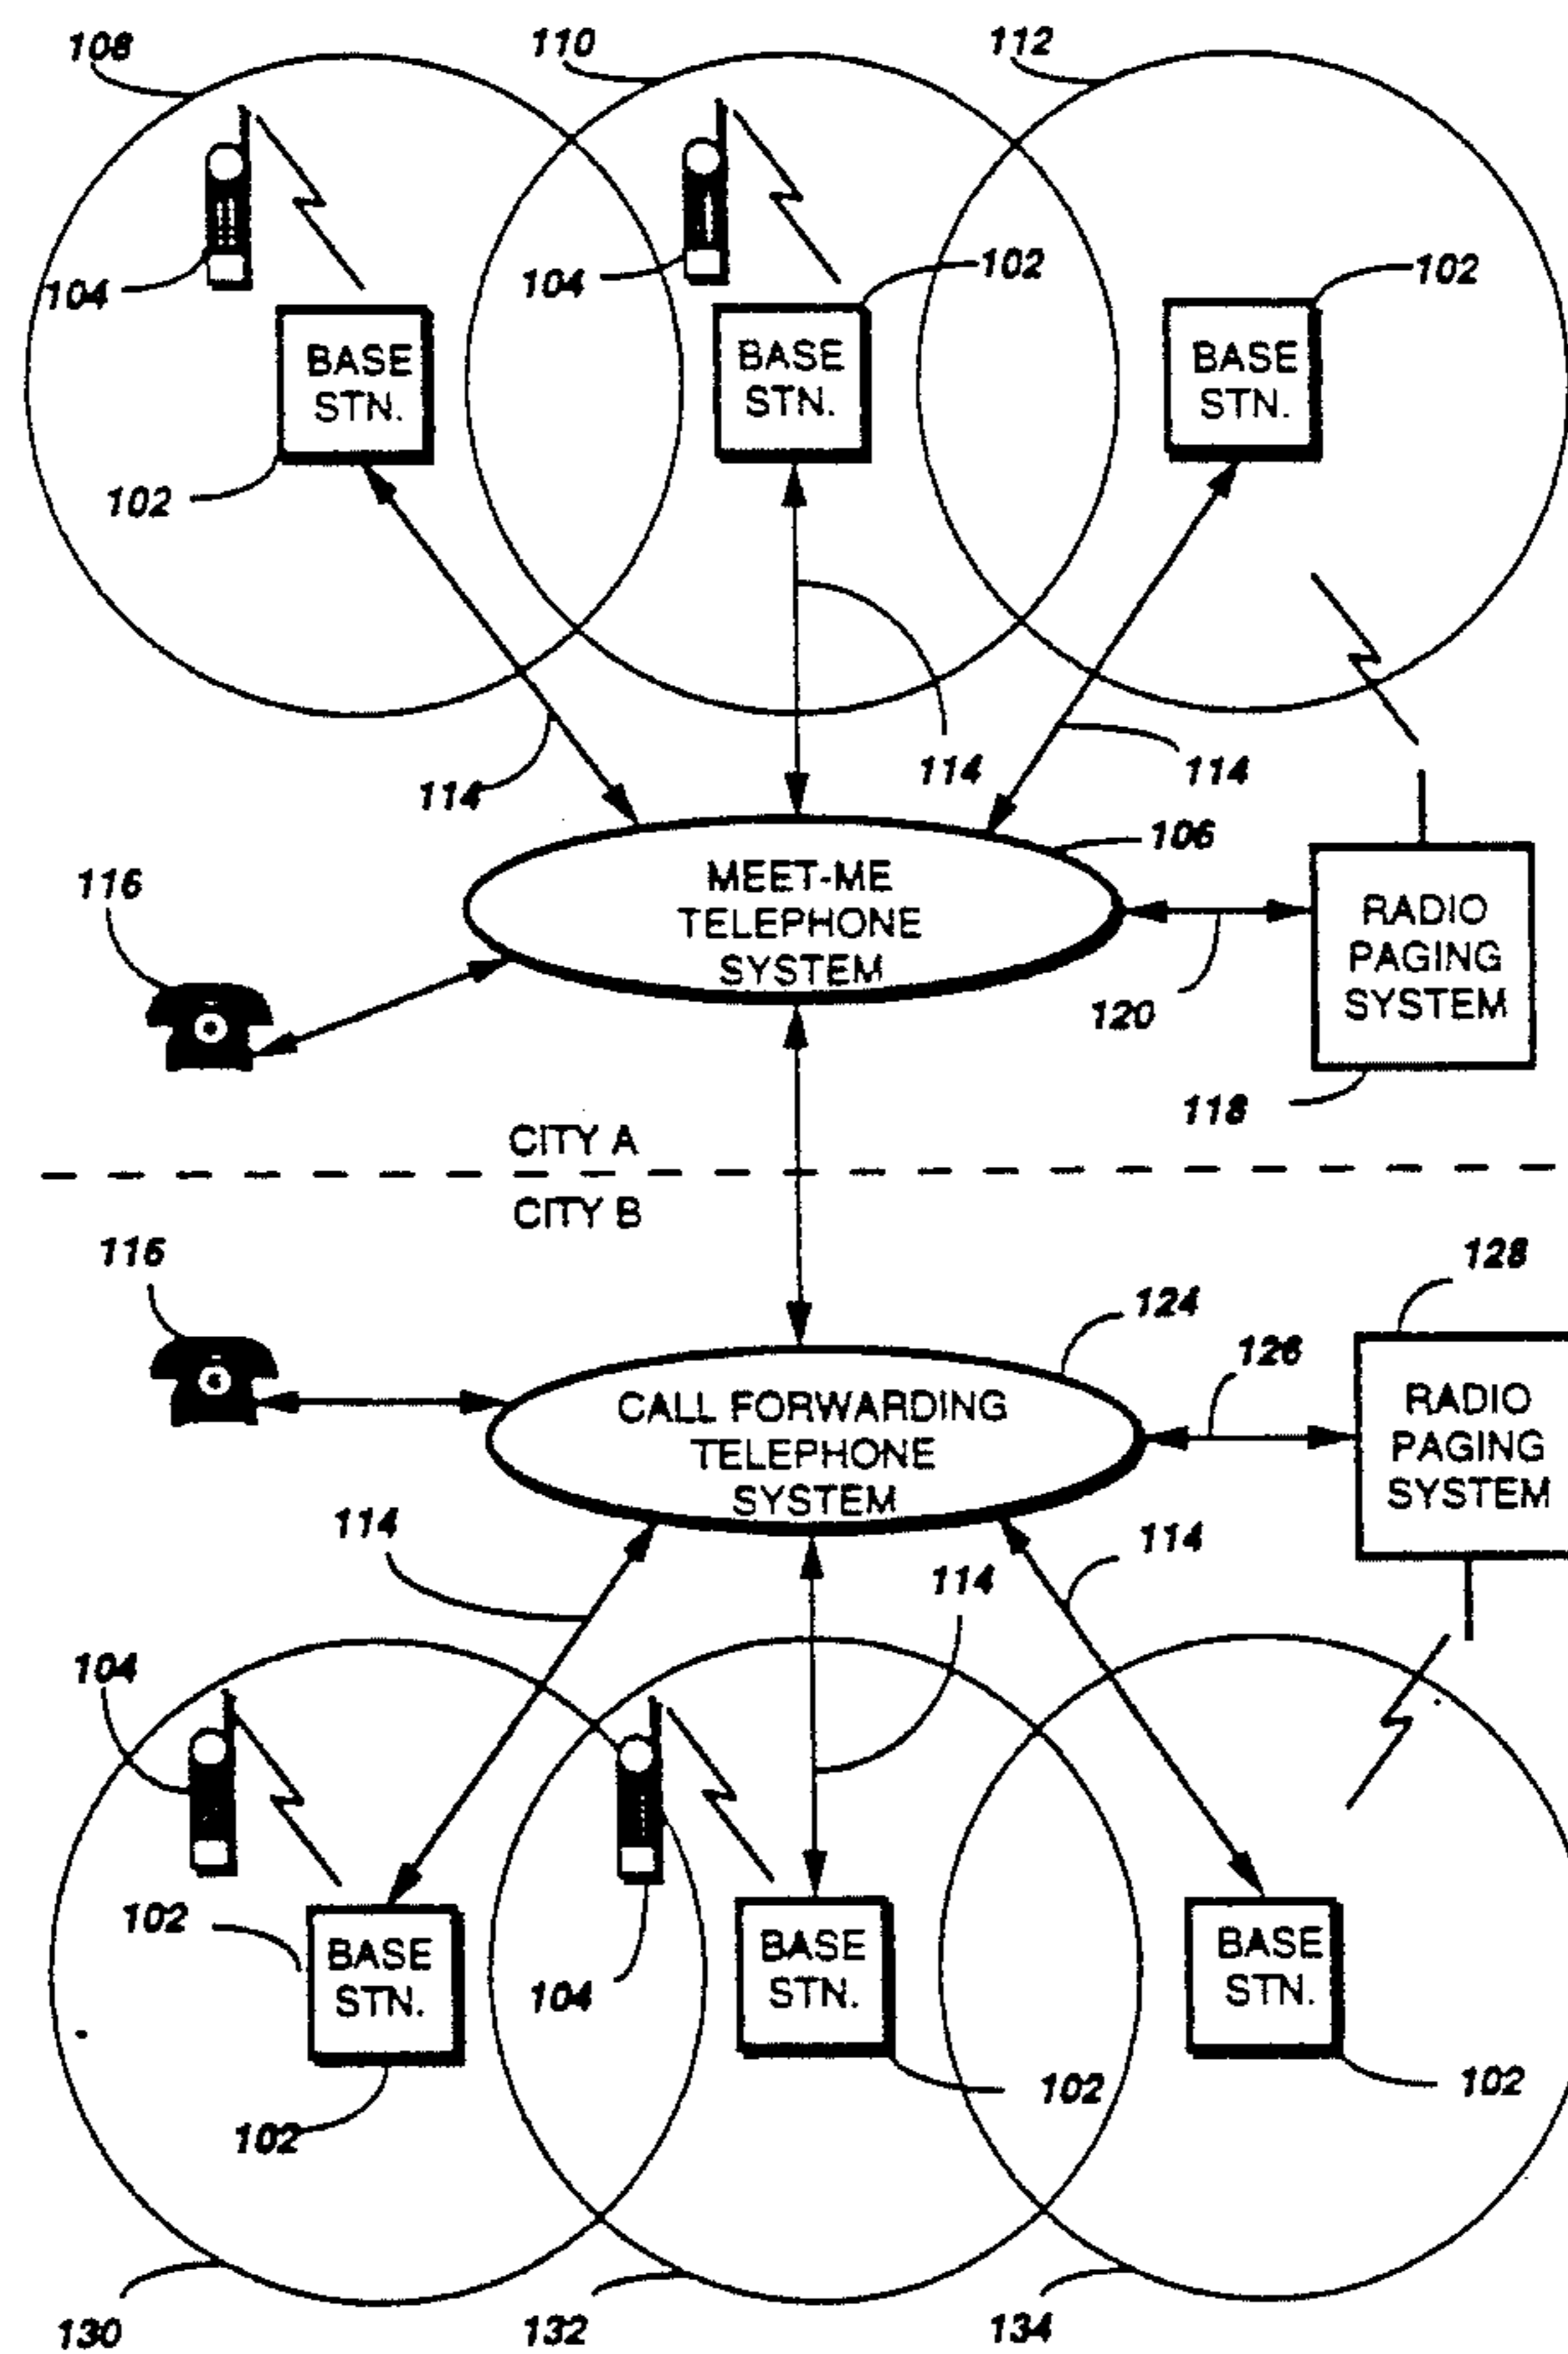 108
110
112
104
104
102
102
BASE
STN.
BASE
STN.
BASE
STN.
102
114
114
114
106
116
MEET-ME
TELEPHONE
SYSTEM
RADIO
PAGING
SYSTEM
120
118
CITY A
CITY B
116
128
124
126
CALL FORWARDING
TELEPHONE
SYSTEM
RADIO
PAGING
SYSTEM
114
114
114
104
102
104
BASE
STN.
BASE
STN.
BASE
STN.
102
102
102
130
132
134